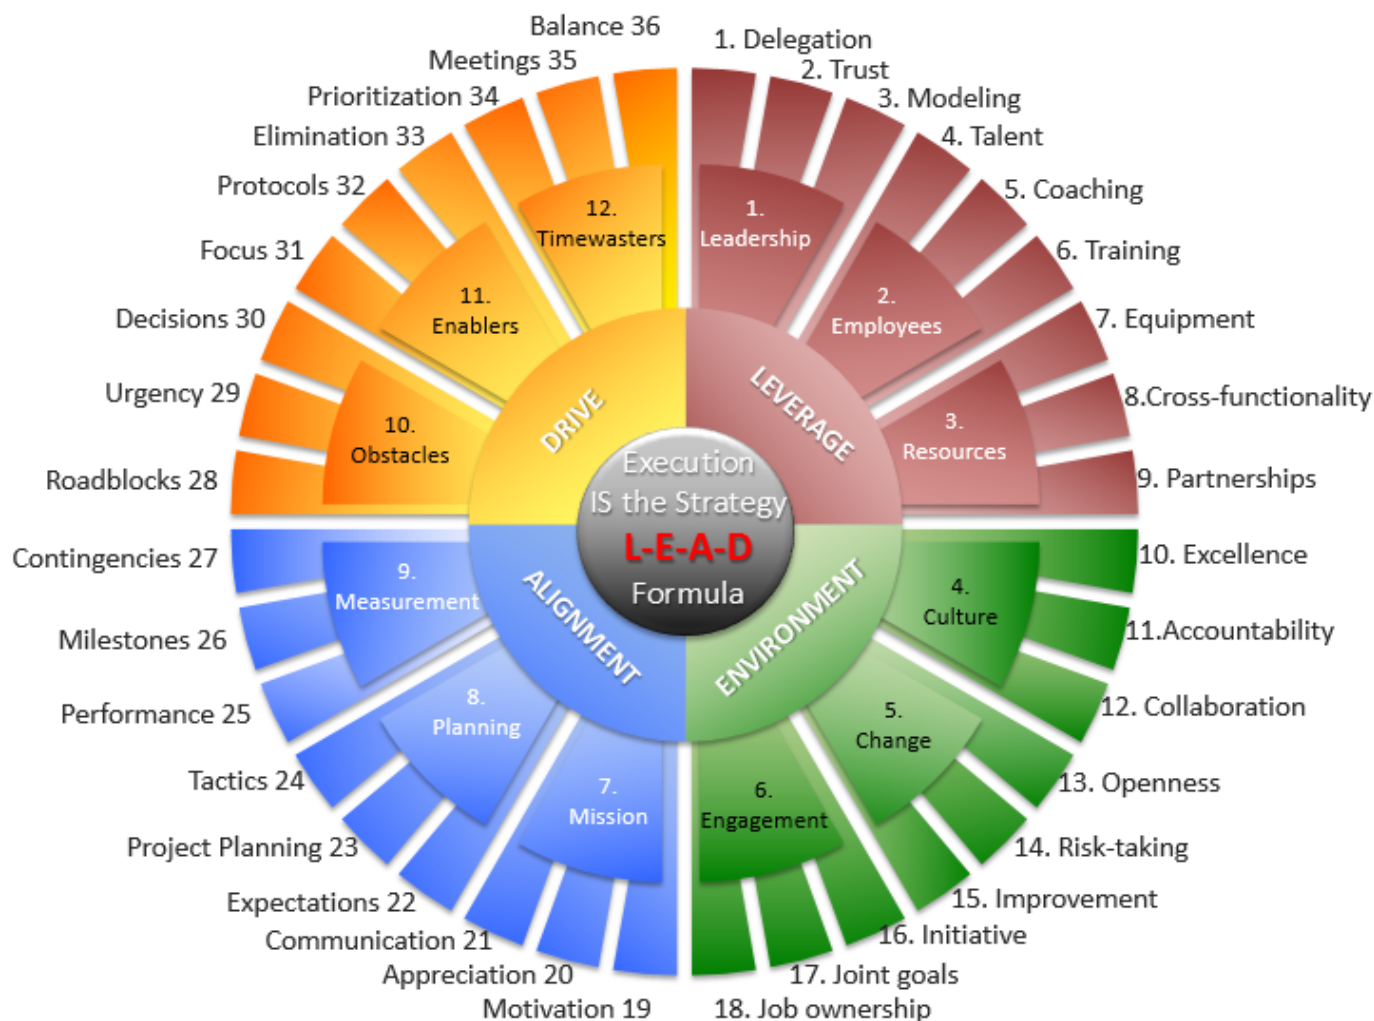 Balance 36
Meetings 35
Prioritization 34
Elimination 33
Protocols 32
Focus 31
Decisions 30
Urgency 29
Roadblocks 28
Contingencies 27
Milestones 26
Performance 25
Tactics 24
Project Planning 23
Expectations 22
Communication 21
Appreciation 20
Motivation 19
1. Delegation
2. Trust
3. Modeling
4. Talent
5. Coaching
6. Training
7. Equipment
8.Cross-functionality
9. Partnerships
10. Excellence
11.Accountability
12. Collaboration
13. Openness
14. Risk-taking
15. Improvement
16. Initiative
17. Joint goals
18. Job ownership
12.
Timewasters
11.
Enablers
10.
Obstacles
9.
Measurement
8.
Planning
7.
Mission
1.
Leadership
2.
Employees
3.
Resources
4.
Culture
5.
Change
6.
Engagement
DRIVE
LEVERAGE
ALIGNMENT
ENVIRONMENT
Execution
IS the Strategy
L-E-A-D
Formula